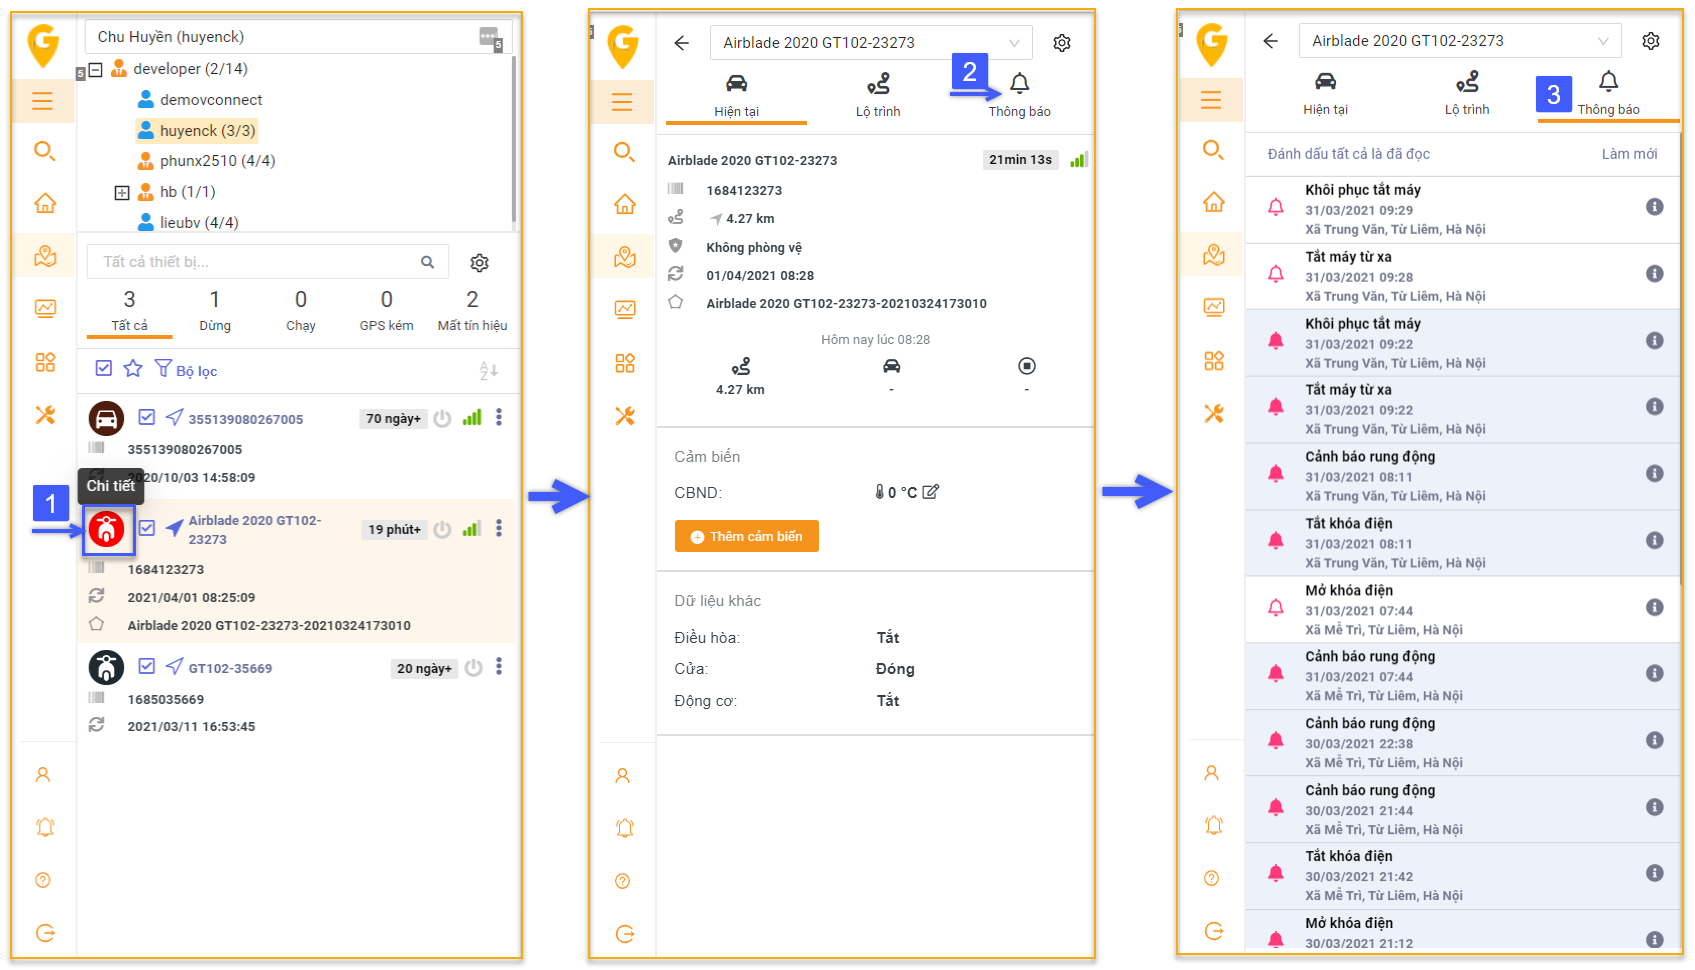 Chu Huyền (huyenck)
5
5
developer (2/14)
demovconnect
huyenck (3/3)
phunx2510 (4/4)
hb (1/1)
lieubv (4/4)
Tất cả thiết bị...
3
1
0
0
2
Tất cả
Dừng
Chạy
GPS kém
Mất tín hiệu
Bộ lọc
A
Z
355139080267005
70 ngày+
355139080267005
2020/10/03 14:58:09
Chi tiết
1
Airblade 2020 GT102-
23273
19 phút+
1684123273
2021/04/01 08:25:09
Airblade 2020 GT102-23273-20210324173010
GT102-35669
20 ngày+
1685035669
2021/03/11 16:53:45
Airblade 2020 GT102-23273
2
Hiện tại
Lộ trình
Thông báo
Airblade 2020 GT102-23273
21min 13s
1684123273
4.27 km
Không phòng vệ
01/04/2021 08:28
Airblade 2020 GT102-23273-20210324173010
Hôm nay lúc 08:28
4.27 km
-
-
Cảm biến
CBND:
0 °C
Thêm cảm biến
Dữ liệu khác
Điều hòa:
Tắt
Cửa:
Đóng
Động cơ:
Tắt
Airblade 2020 GT102-23273
3
Hiện tại
Lộ trình
Thông báo
Đánh dấu tất cả là đã đọc
Làm mới
Khôi phục tắt máy
31/03/2021 09:29
Xã Trung Văn, Từ Liêm, Hà Nội
Tắt máy từ xa
31/03/2021 09:28
Xã Trung Văn, Từ Liêm, Hà Nội
Khôi phục tắt máy
31/03/2021 09:22
Xã Trung Văn, Từ Liêm, Hà Nội
Tắt máy từ xa
31/03/2021 09:22
Xã Trung Văn, Từ Liêm, Hà Nội
Cảnh báo rung động
31/03/2021 08:11
Xã Trung Văn, Từ Liêm, Hà Nội
Tắt khóa điện
31/03/2021 08:11
Xã Trung Văn, Từ Liêm, Hà Nội
Mở khóa điện
31/03/2021 07:44
Xã Mễ Trì, Từ Liêm, Hà Nội
Cảnh báo rung động
31/03/2021 07:44
Xã Mễ Trì, Từ Liêm, Hà Nội
Cảnh báo rung động
30/03/2021 22:38
Xã Mễ Trì, Từ Liêm, Hà Nội
Cảnh báo rung động
30/03/2021 21:44
Xã Mễ Trì, Từ Liêm, Hà Nội
Tắt khóa điện
30/03/2021 21:42
Xã Mễ Trì, Từ Liêm, Hà Nội
Mở khóa điện
30/03/2021 21:12